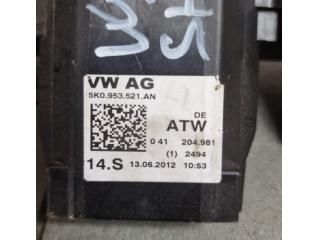 VW AG
5K0.953.521.AN
DE
ATW
0 41 204.981
(1) 2494
14.S 13.06.2012 10:53